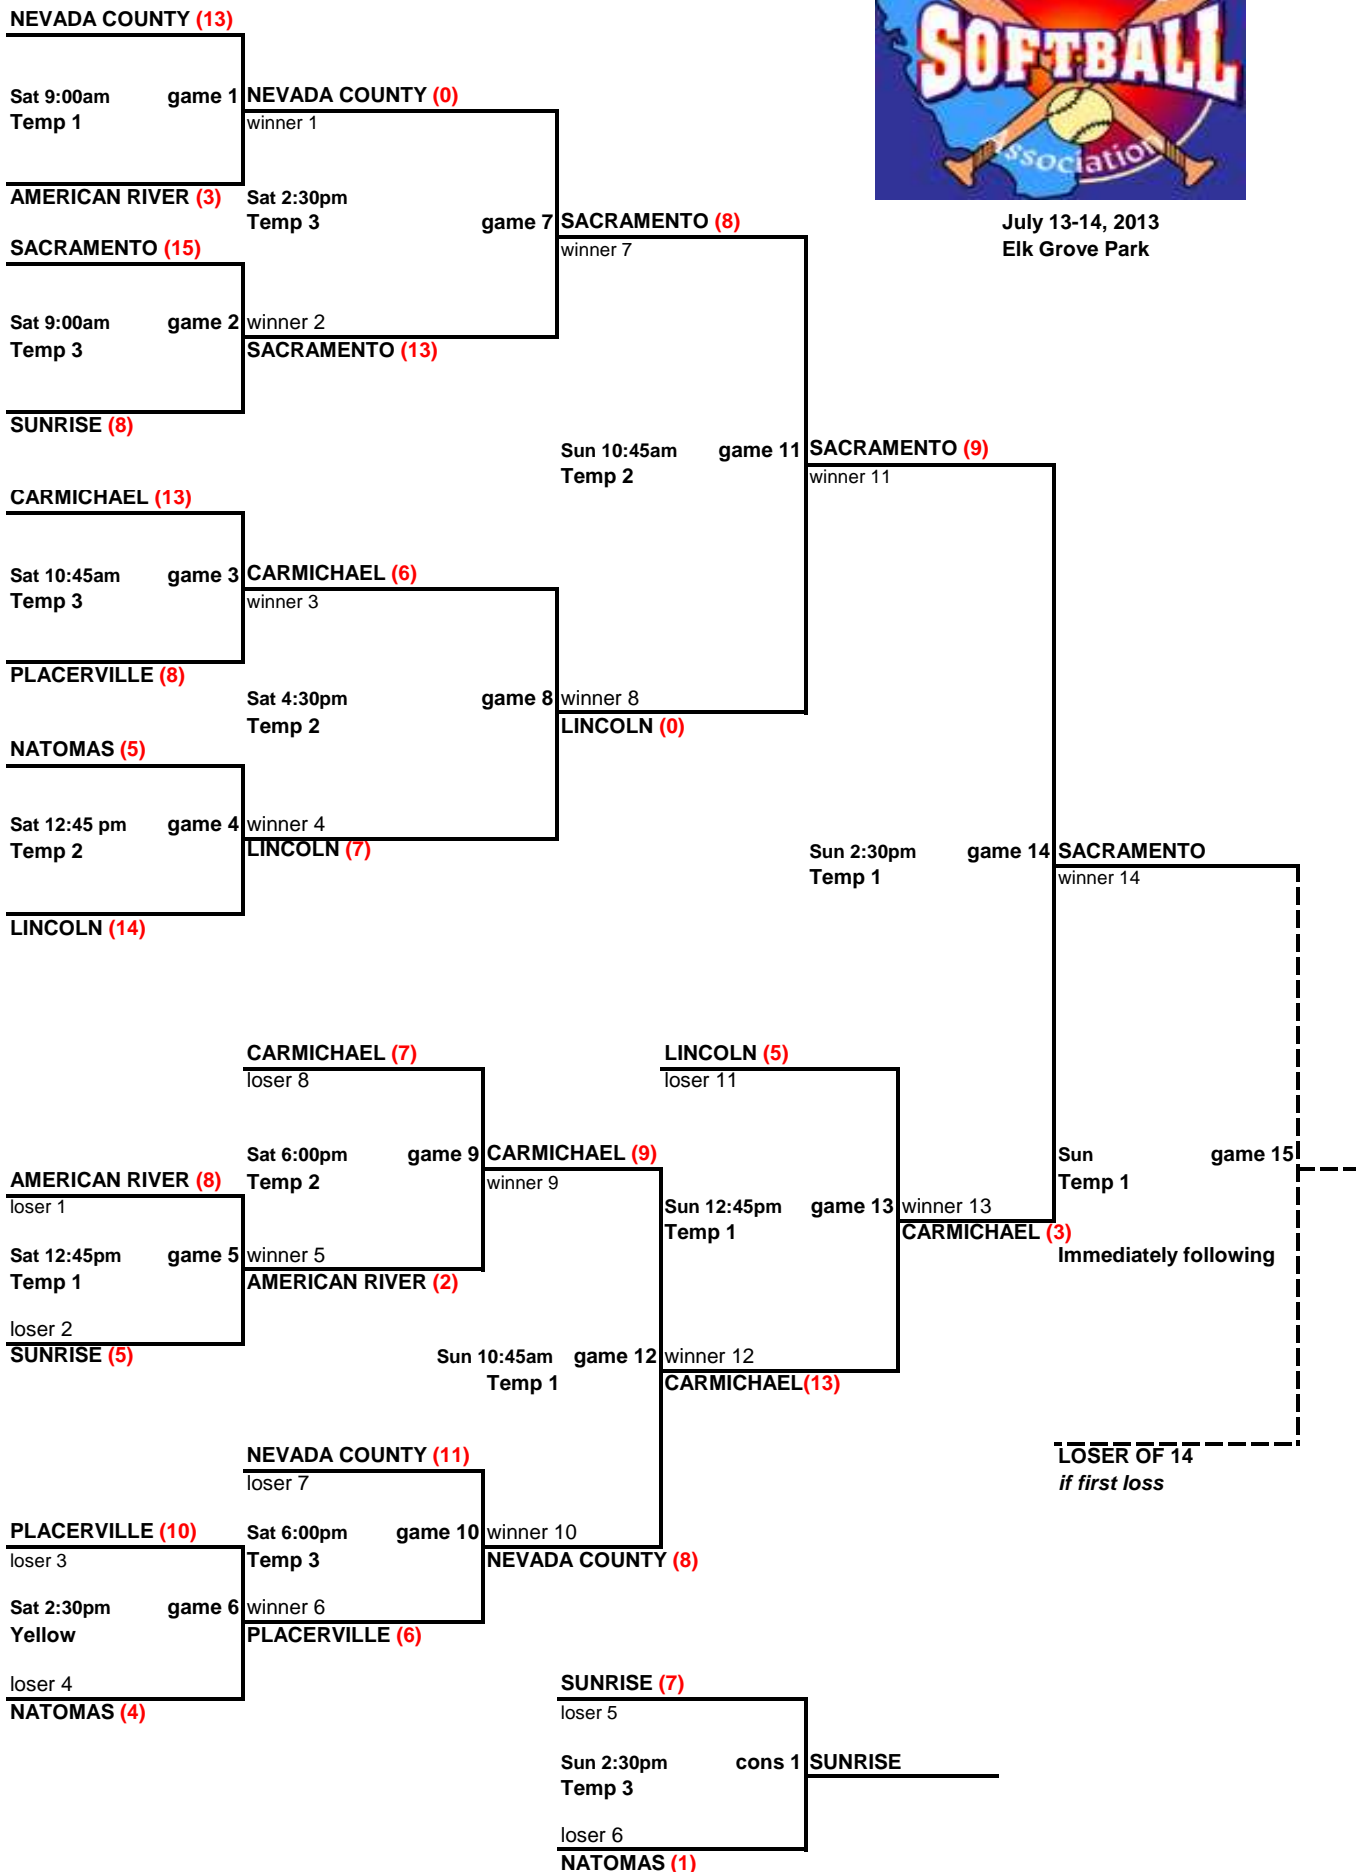 NEVADA COUNTY (13)
SOFTBALL
Association
Sat 9:00am game 1 NEVADA COUNTY (0)
Temp 1 winner 1
AMERICAN RIVER (3) Sat 2:30pm
Temp 3 game 7 SACRAMENTO (8)
July 13-14, 2013
SACRAMENTO (15) winner 7
Elk Grove Park
Sat 9:00am game 2 winner 2
Temp 3 SACRAMENTO (13)
SUNRISE (8)
Sun 10:45am game 11 SACRAMENTO (9)
Temp 2 winner 11
CARMICHAEL (13)
Sat 10:45am game 3 CARMICHAEL (6)
Temp 3 winner 3
PLACERVILLE (8)
Sat 4:30pm game 8 winner 8
Temp 2 LINCOLN (0)
NATOMAS (5)
Sat 12:45 pm game 4 winner 4
Temp 2 LINCOLN (7)
Sun 2:30pm game 14 SACRAMENTO
Temp 1 winner 14
LINCOLN (14)
CARMICHAEL (7) LINCOLN (5)
loser 8 loser 11
Sat 6:00pm game 9 CARMICHAEL (9) Sun game 15
AMERICAN RIVER (8) Temp 2 winner 9 Temp 1
loser 1 Sun 12:45pm game 13 winner 13
Temp 1 CARMICHAEL (3)
Sat 12:45pm game 5 winner 5 Immediately following
Temp 1 AMERICAN RIVER (2)
loser 2
SUNRISE (5) Sun 10:45am game 12 winner 12
Temp 1 CARMICHAEL(13)
NEVADA COUNTY (11) LOSER OF 14
loser 7 if first loss
PLACERVILLE (10) Sat 6:00pm game 10 winner 10
loser 3 Temp 3 NEVADA COUNTY (8)
Sat 2:30pm game 6 winner 6
Yellow PLACERVILLE (6)
loser 4 SUNRISE (7)
NATOMAS (4) loser 5
Sun 2:30pm cons 1 SUNRISE
Temp 3
loser 6
NATOMAS (1)